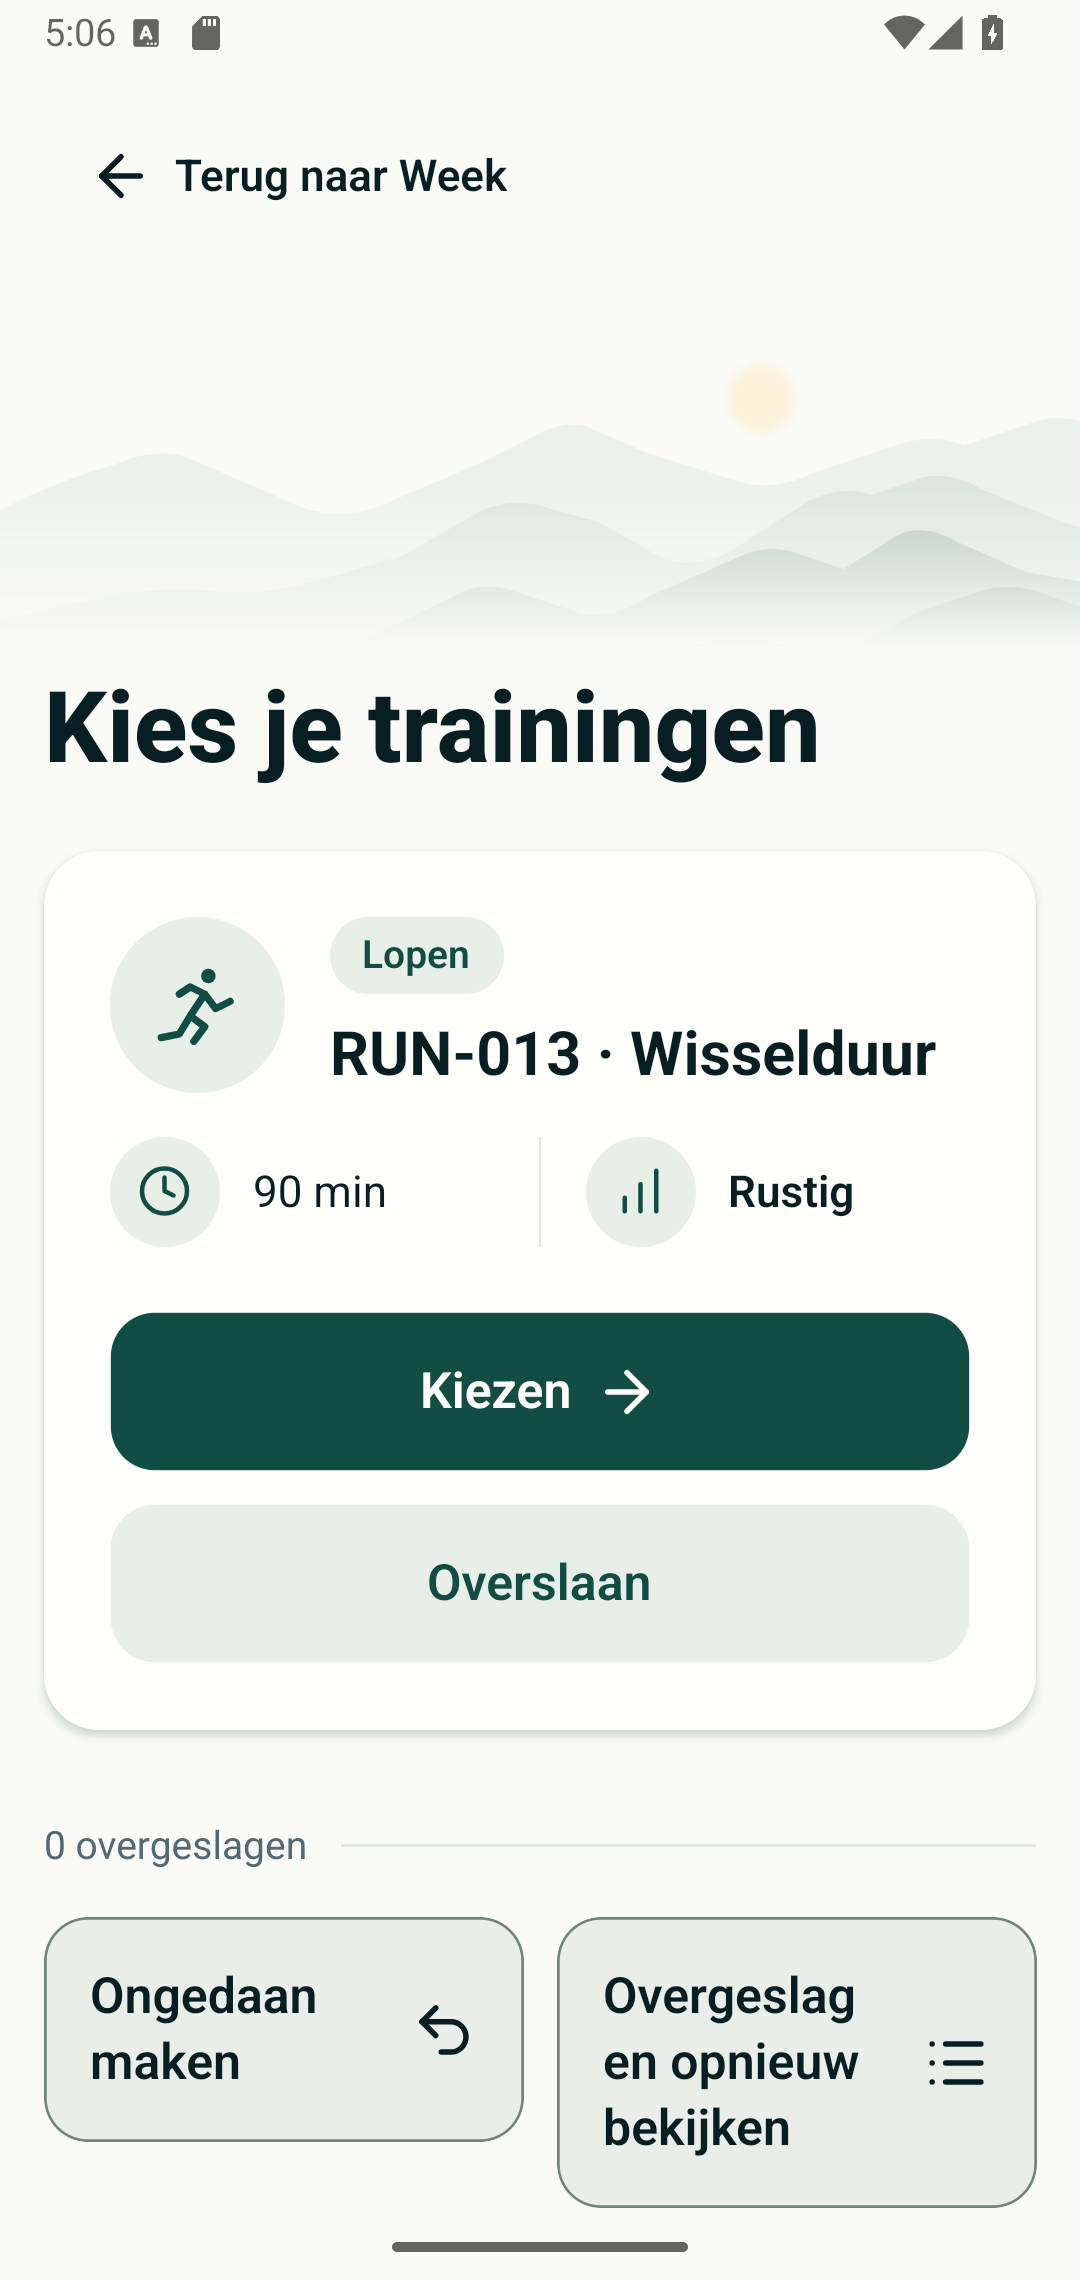 5:06
Terug naar Week
Kies je trainingen
Lopen
RUN-013 · Wisselduur
90 min
Rustig
Kiezen
Overslaan
0 overgeslagen
Ongedaan
maken
Overgeslag
en opnieuw
bekijken